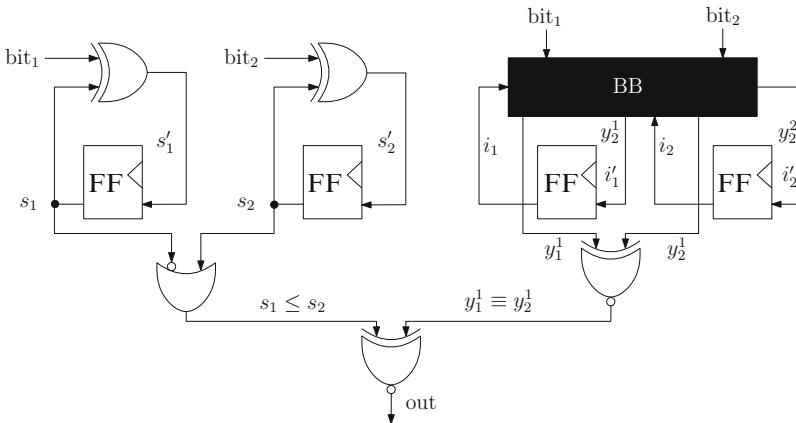 bit₁ bit₂ bit₁ bit₂
BB
s′₁ s′₂ i₁ y¹₂ i₂ y²₂
FF FF FF i′₁ FF i′₂
s₁ s₂
y¹₁ y¹₂
s₁ ≤ s₂ y¹₁ ≡ y¹₂
out